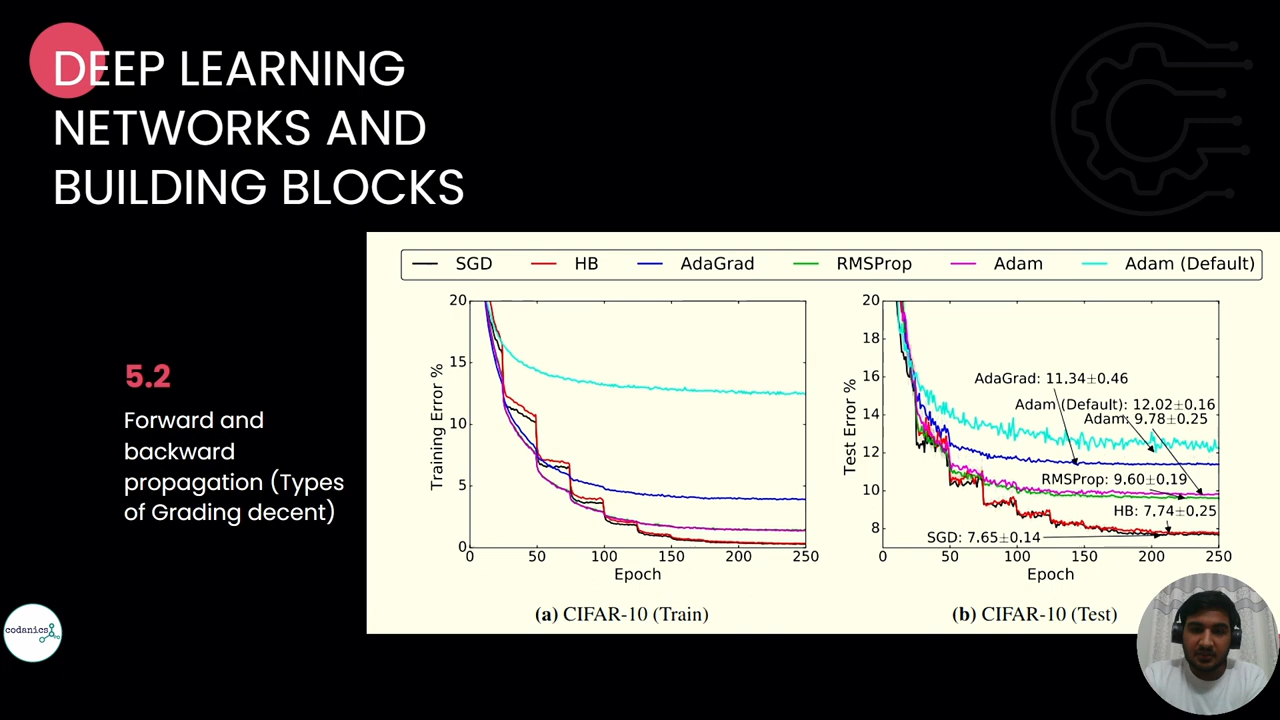 DEEP LEARNING
NETWORKS AND
BUILDING BLOCKS
5.2
Forward and
backward
propagation (Types
of Grading decent)
codanics
SGD HB AdaGrad RMSProp Adam Adam (Default)
20
15
10
5
0
Training Error %
0 50 100 150 200 250
Epoch
(a) CIFAR-10 (Train)
20
18
16
14
12
10
8
Test Error %
AdaGrad: 11.34±0.46
Adam (Default): 12.02±0.16
Adam: 9.78±0.25
RMSProp: 9.60±0.19
HB: 7.74±0.25
SGD: 7.65±0.14
0 50 100 150 200 250
Epoch
(b) CIFAR-10 (Test)